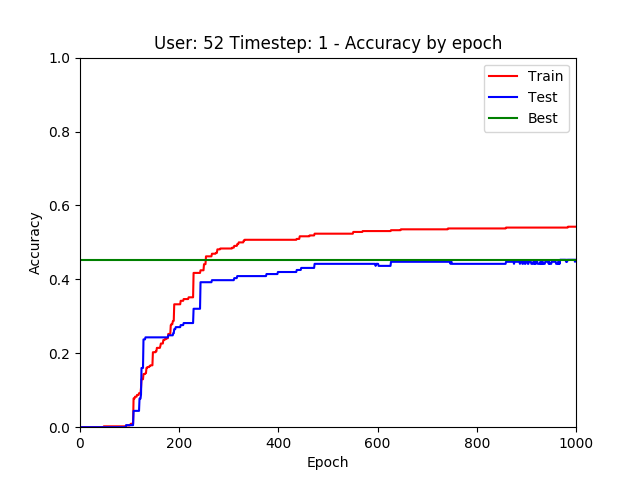 User: 52 Timestep: 1 - Accuracy by epoch
1.0
0.8
0.6
0.4
0.2
0.0
Accuracy
0 200 400 600 800 1000
Epoch
Train
Test
Best